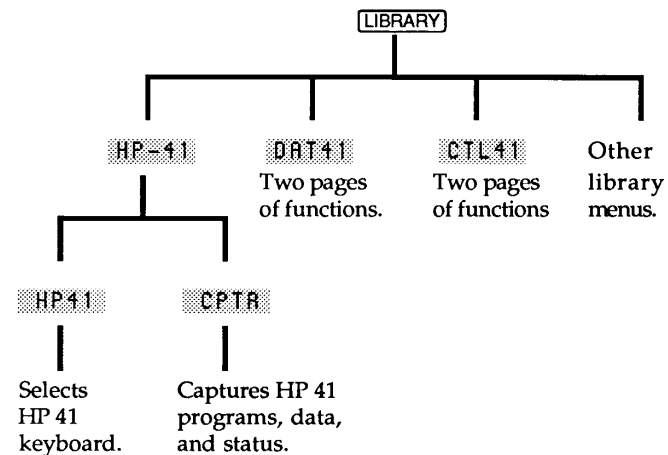 LIBRARY
HP-41
DAT41
CTL41
Other
library
menus.
Two pages
of functions.
Two pages
of functions
HP41
CPTR
Selects
HP 41
keyboard.
Captures HP 41
programs, data,
and status.